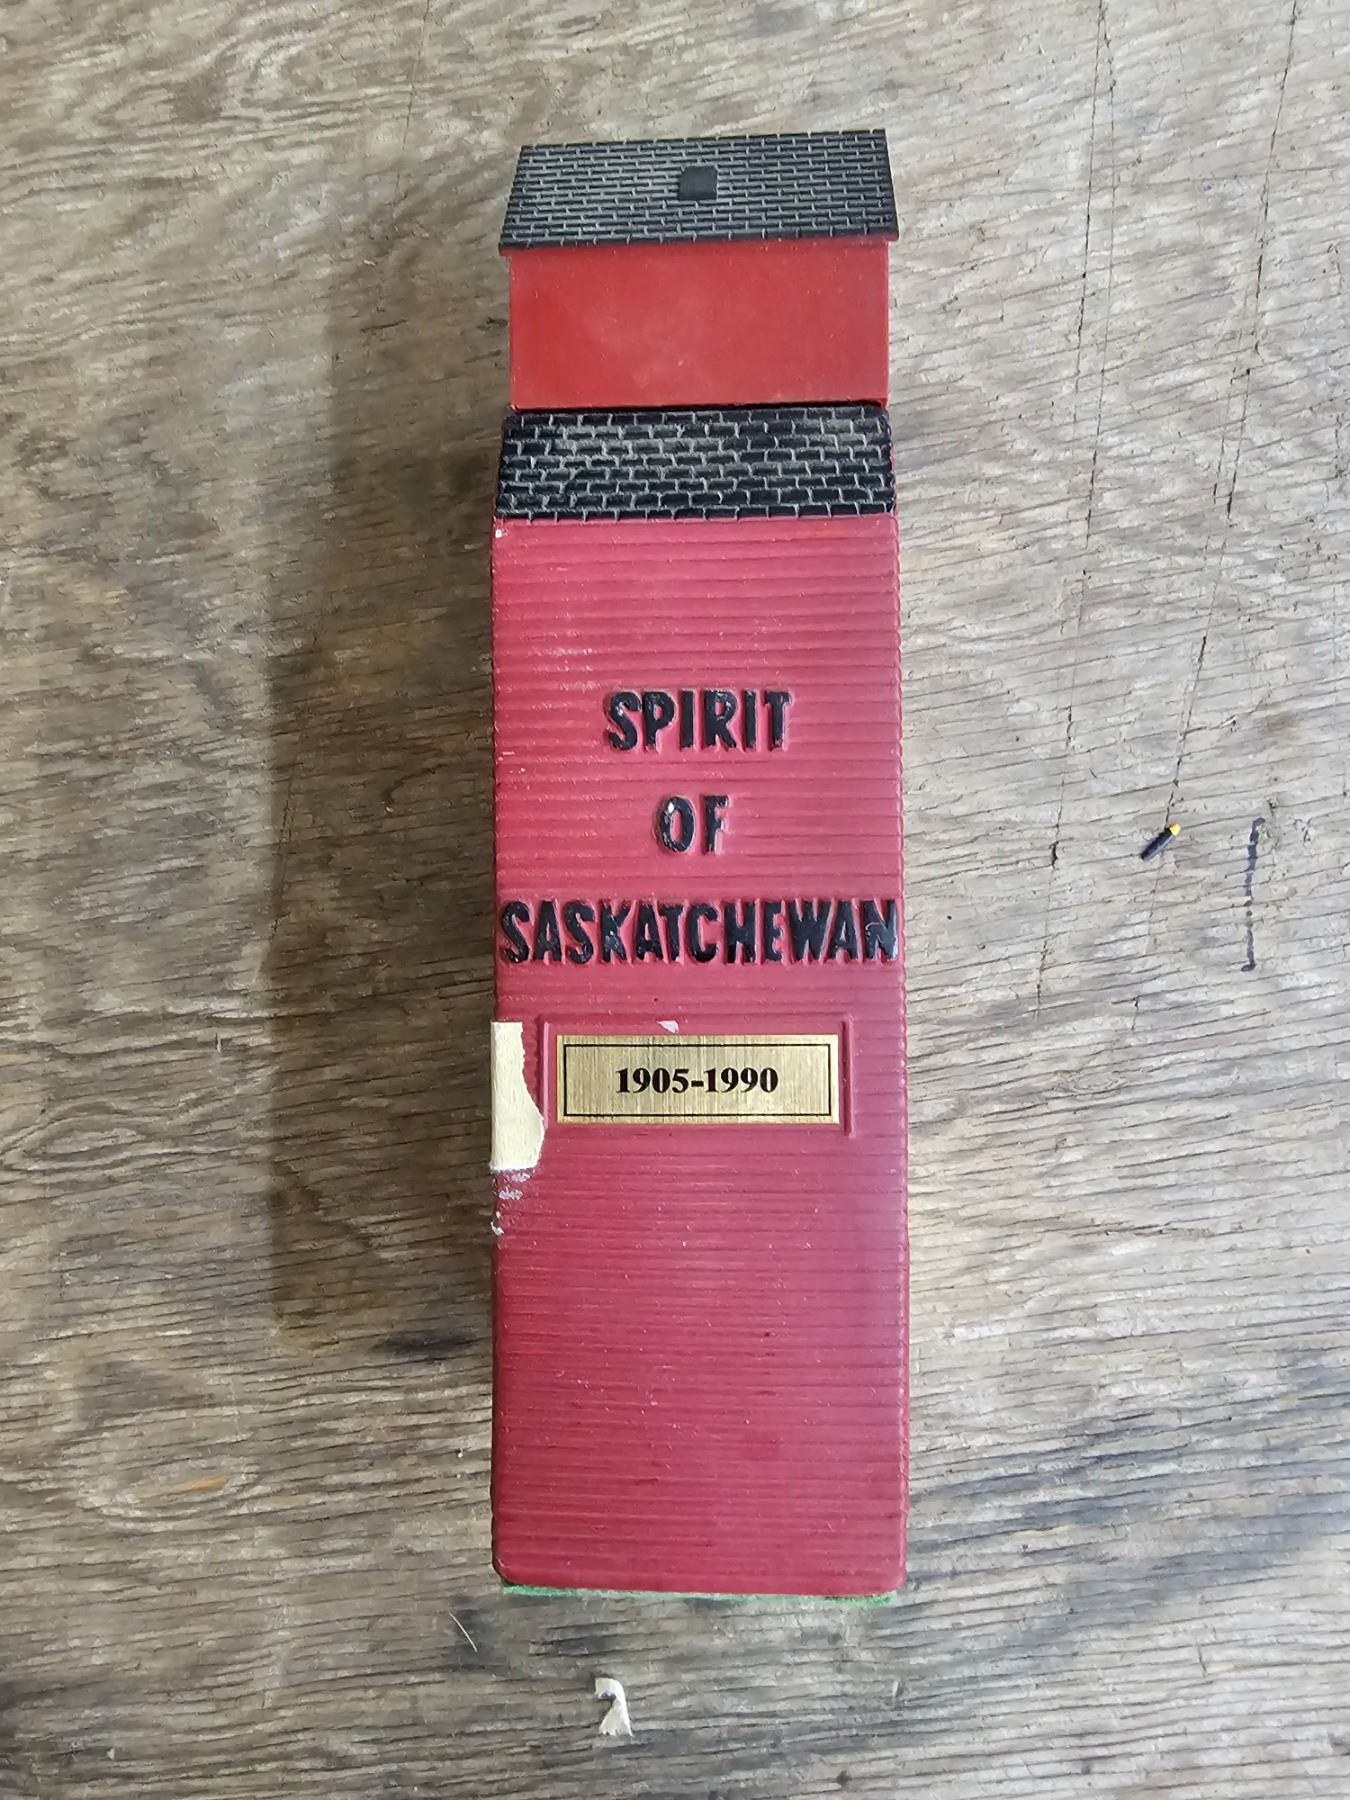 SPIRIT
OF
SASKATCHEWAN
1905-1990